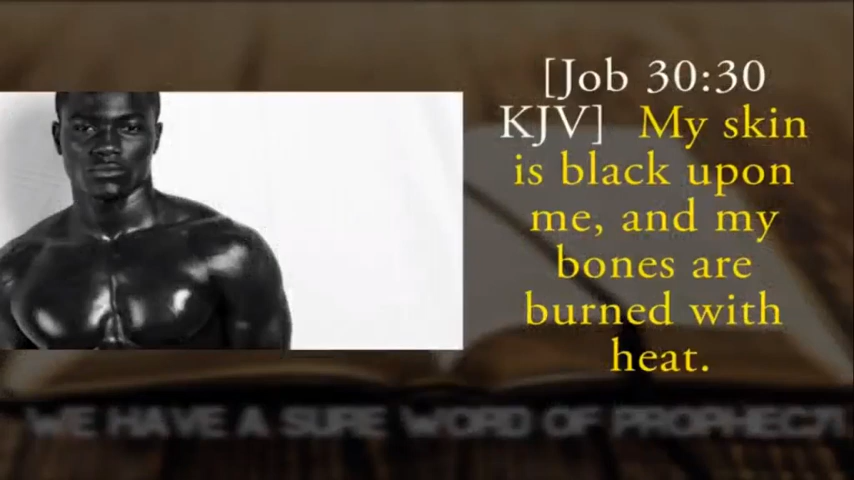 [Job 30:30
KJV] My skin
is black upon
me, and my
bones are
burned with
heat.
WE HAVE A SURE WORD OF PROPHECY!